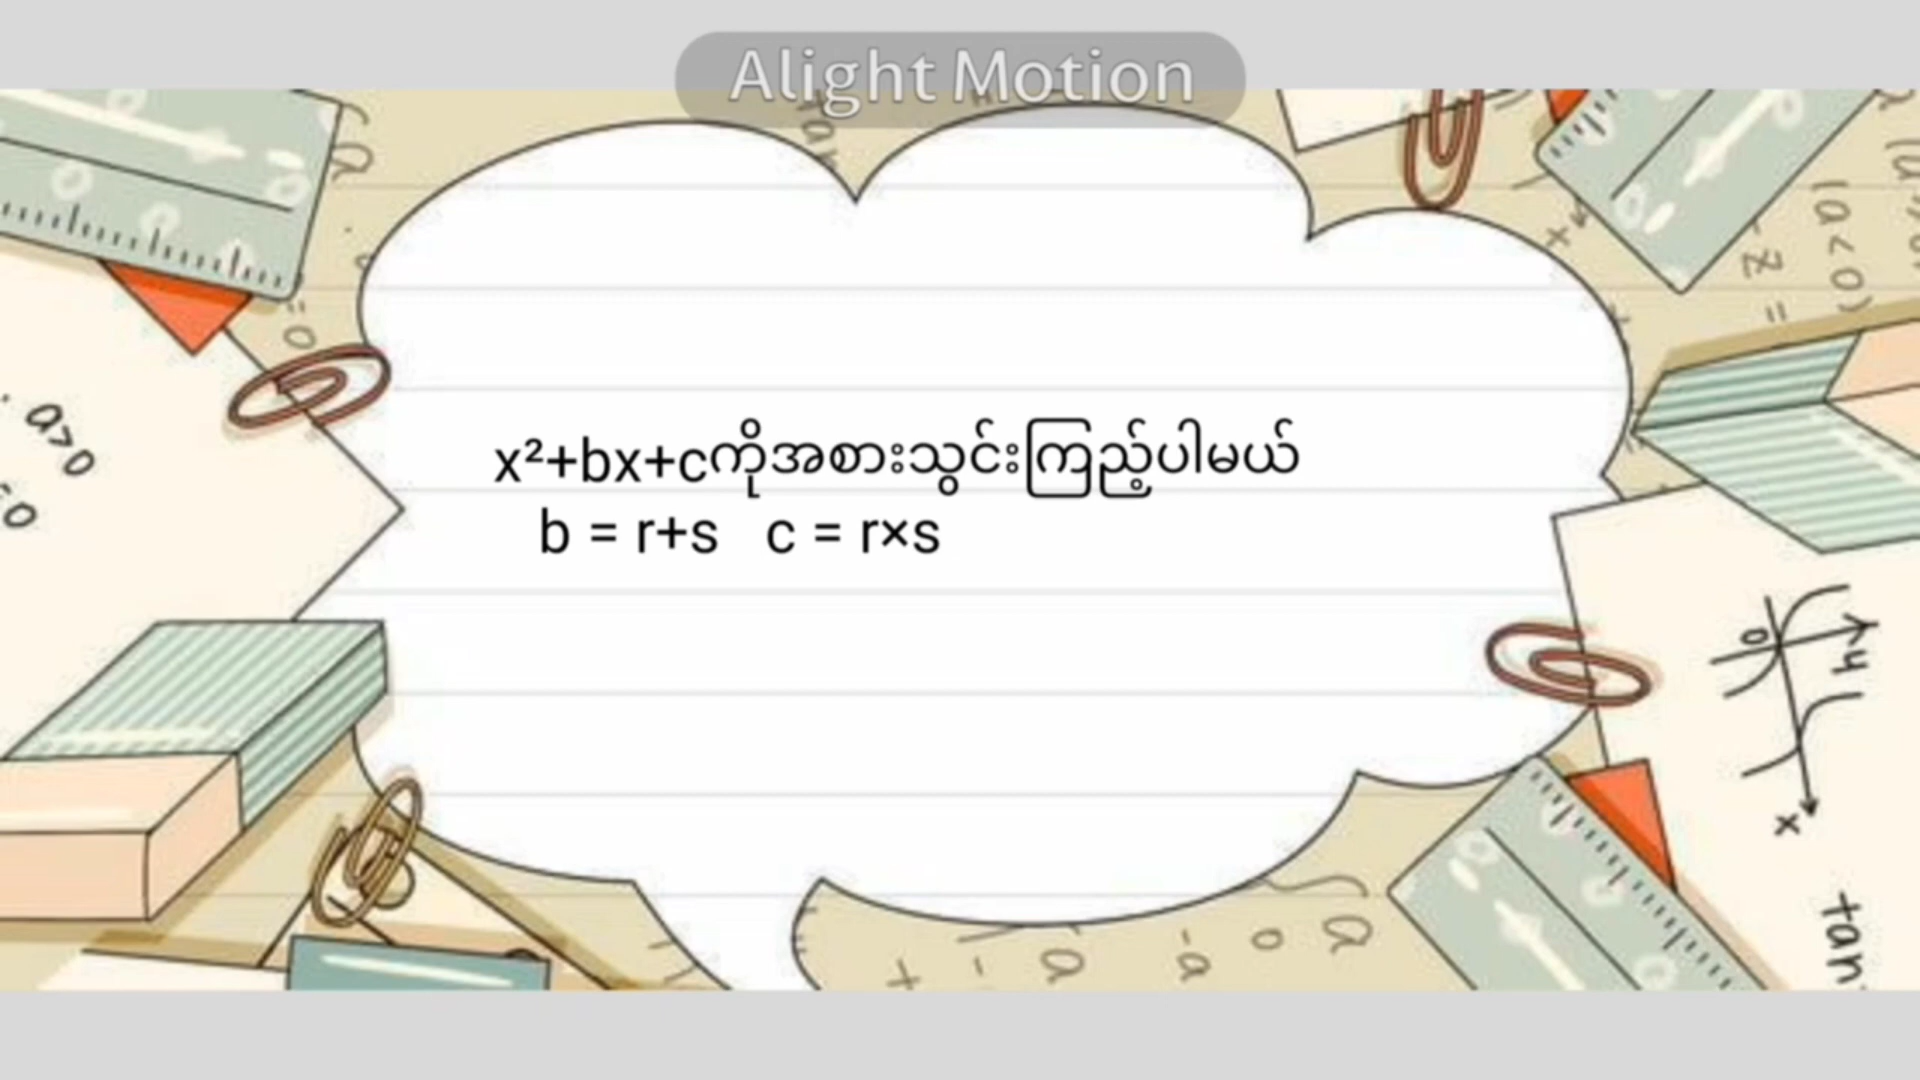 Alight Motion
x²+bx+cကိုအစားသွင်းကြည့်ပါမယ်
b = r+s c = r×s